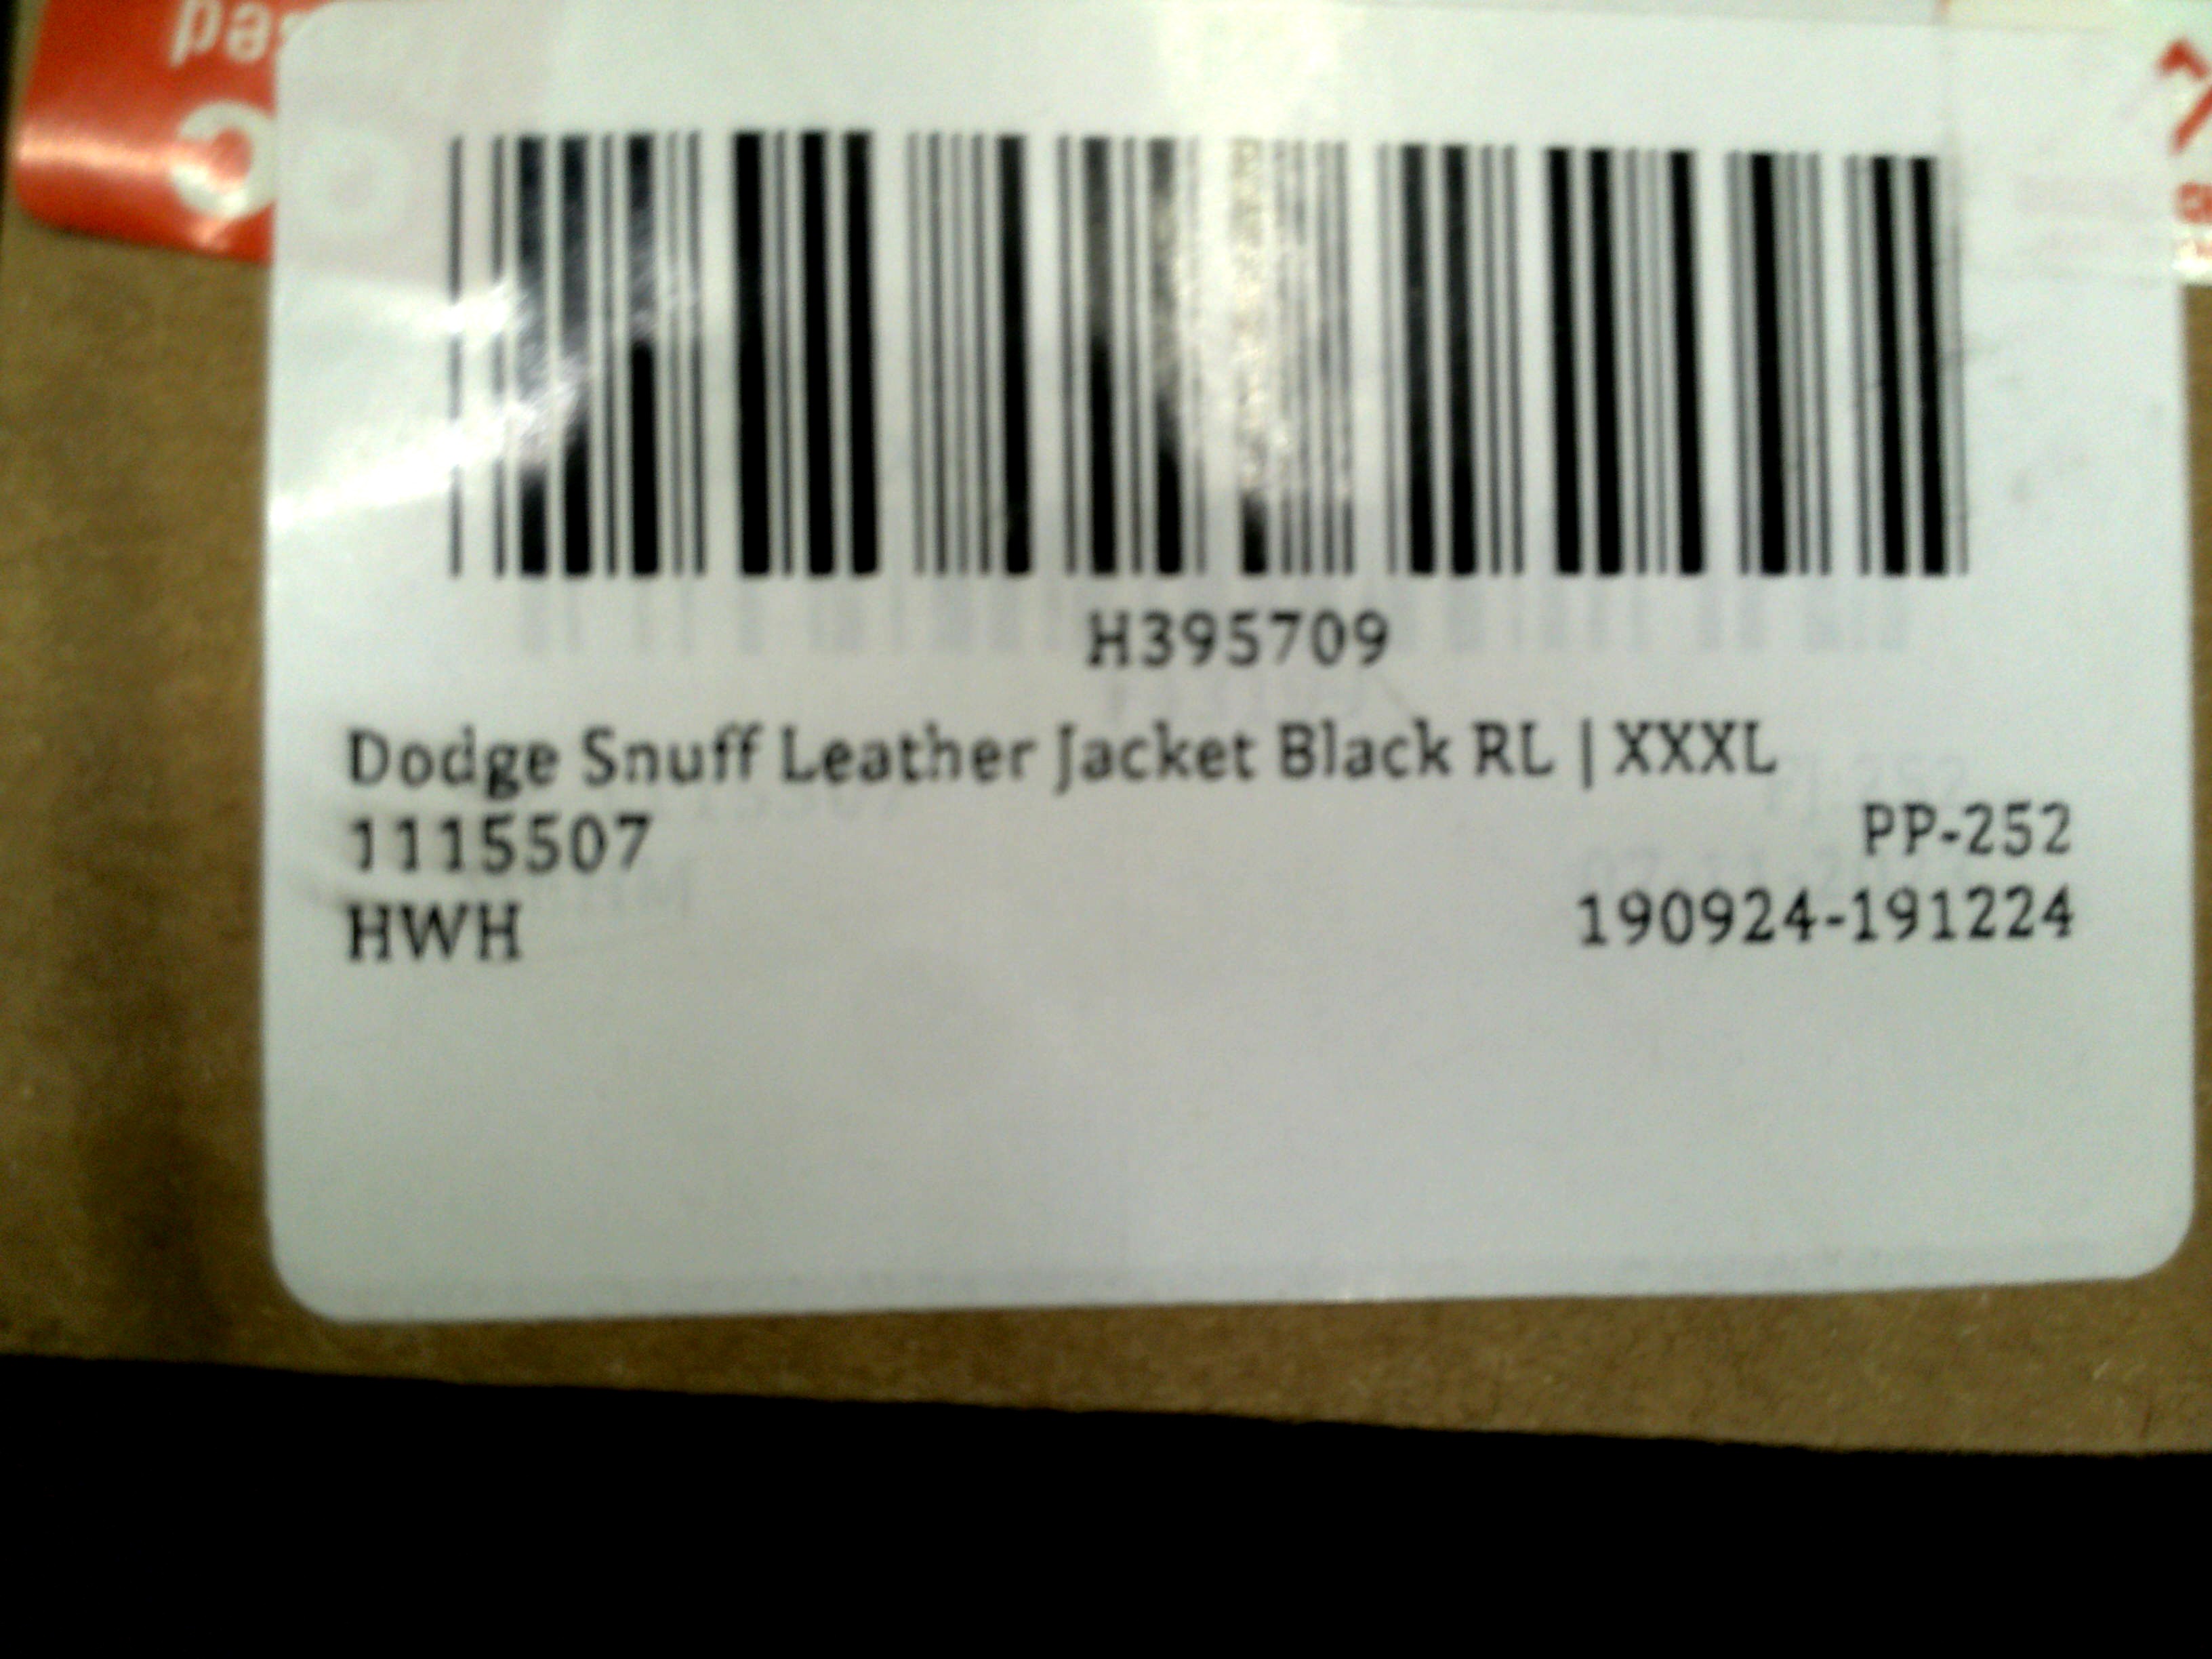 H395709
Dodge Snuff Leather Jacket Black RL | XXXL
1115507
PP-252
HWH
190924-191224